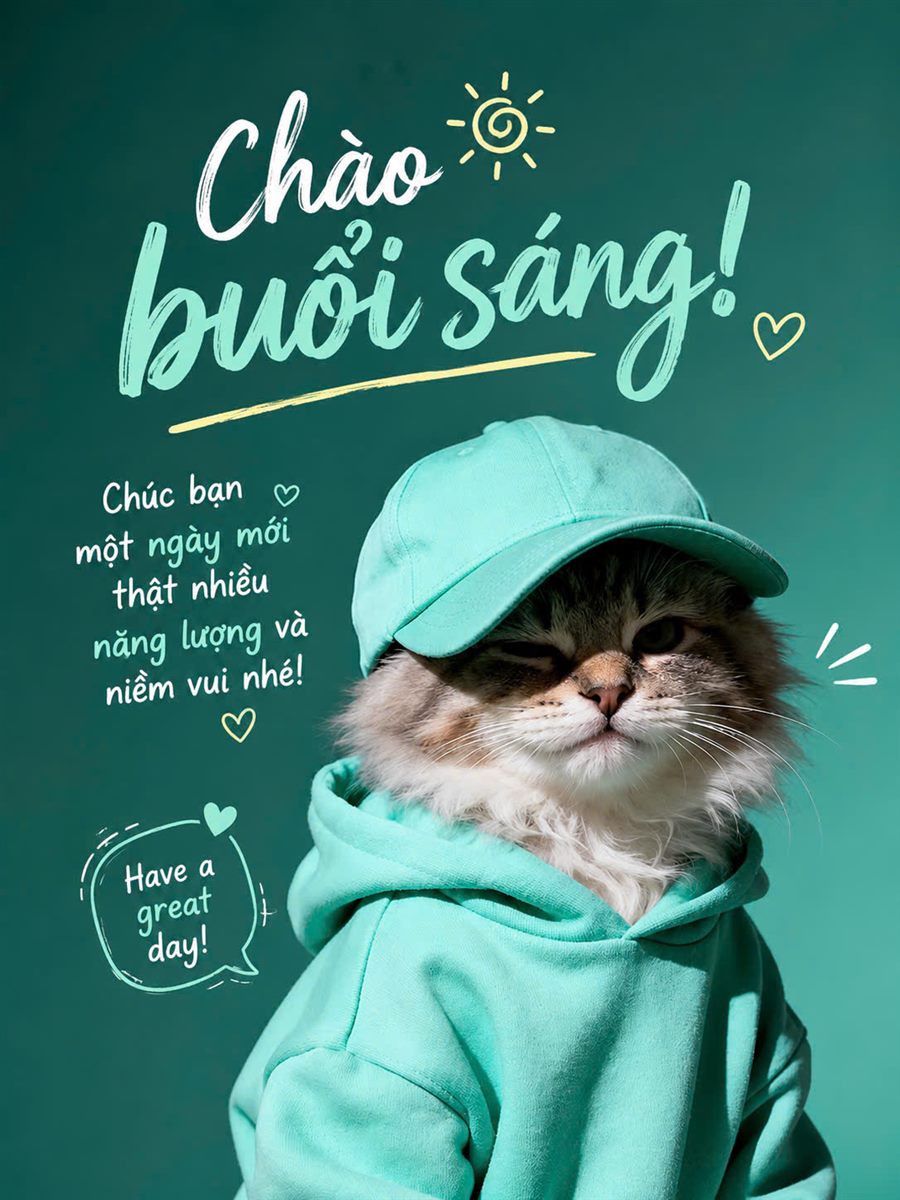 Chào
buổi sáng!
Chúc bạn
một ngày mới
thật nhiều
năng lượng và
niềm vui nhé!
Have a
great
day!